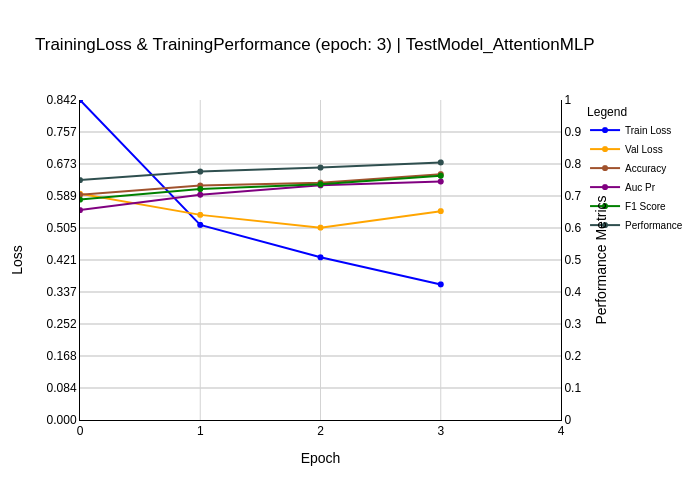 TrainingLoss & TrainingPerformance (epoch: 3) | TestModel_AttentionMLP
Loss
0.842
0.757
0.673
0.589
0.505
0.421
0.337
0.252
0.168
0.084
0.000
0
1
2
3
4
Epoch
1
0.9
0.8
0.7
0.6
0.5
0.4
0.3
0.2
0.1
0
Performance Metrics
Legend
Train Loss
Val Loss
Accuracy
Auc Pr
F1 Score
Performance